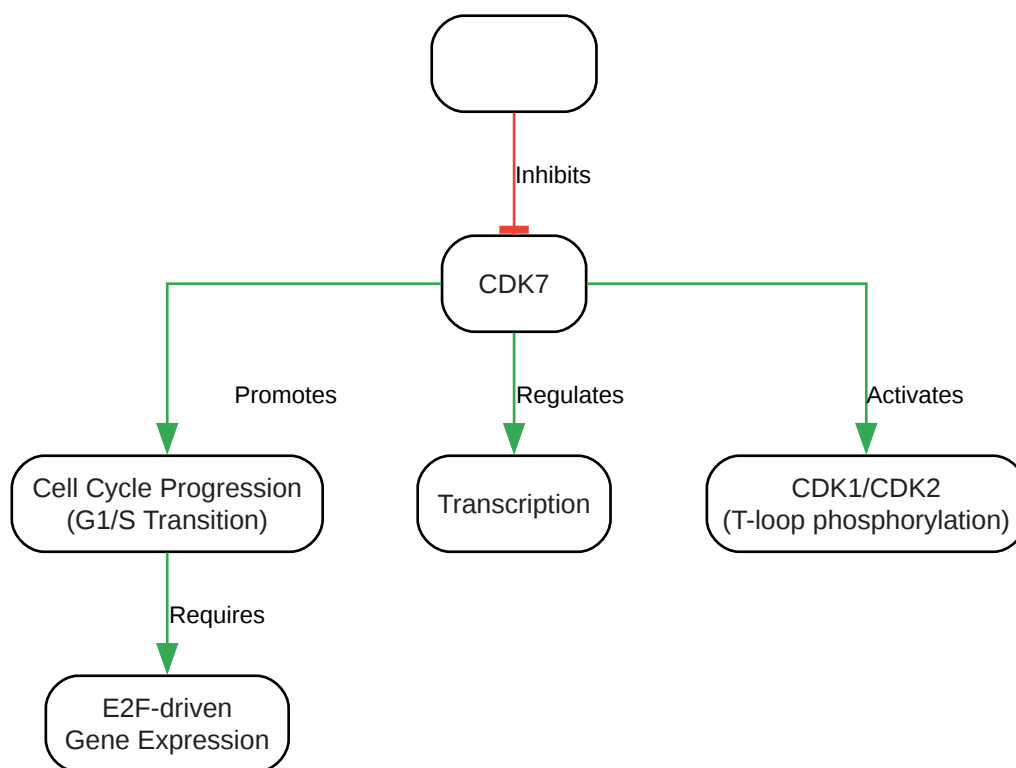 Inhibits
CDK7
Promotes
Regulates
Activates
Cell Cycle Progression
(G1/S Transition)
Transcription
CDK1/CDK2
(T-loop phosphorylation)
Requires
E2F-driven
Gene Expression